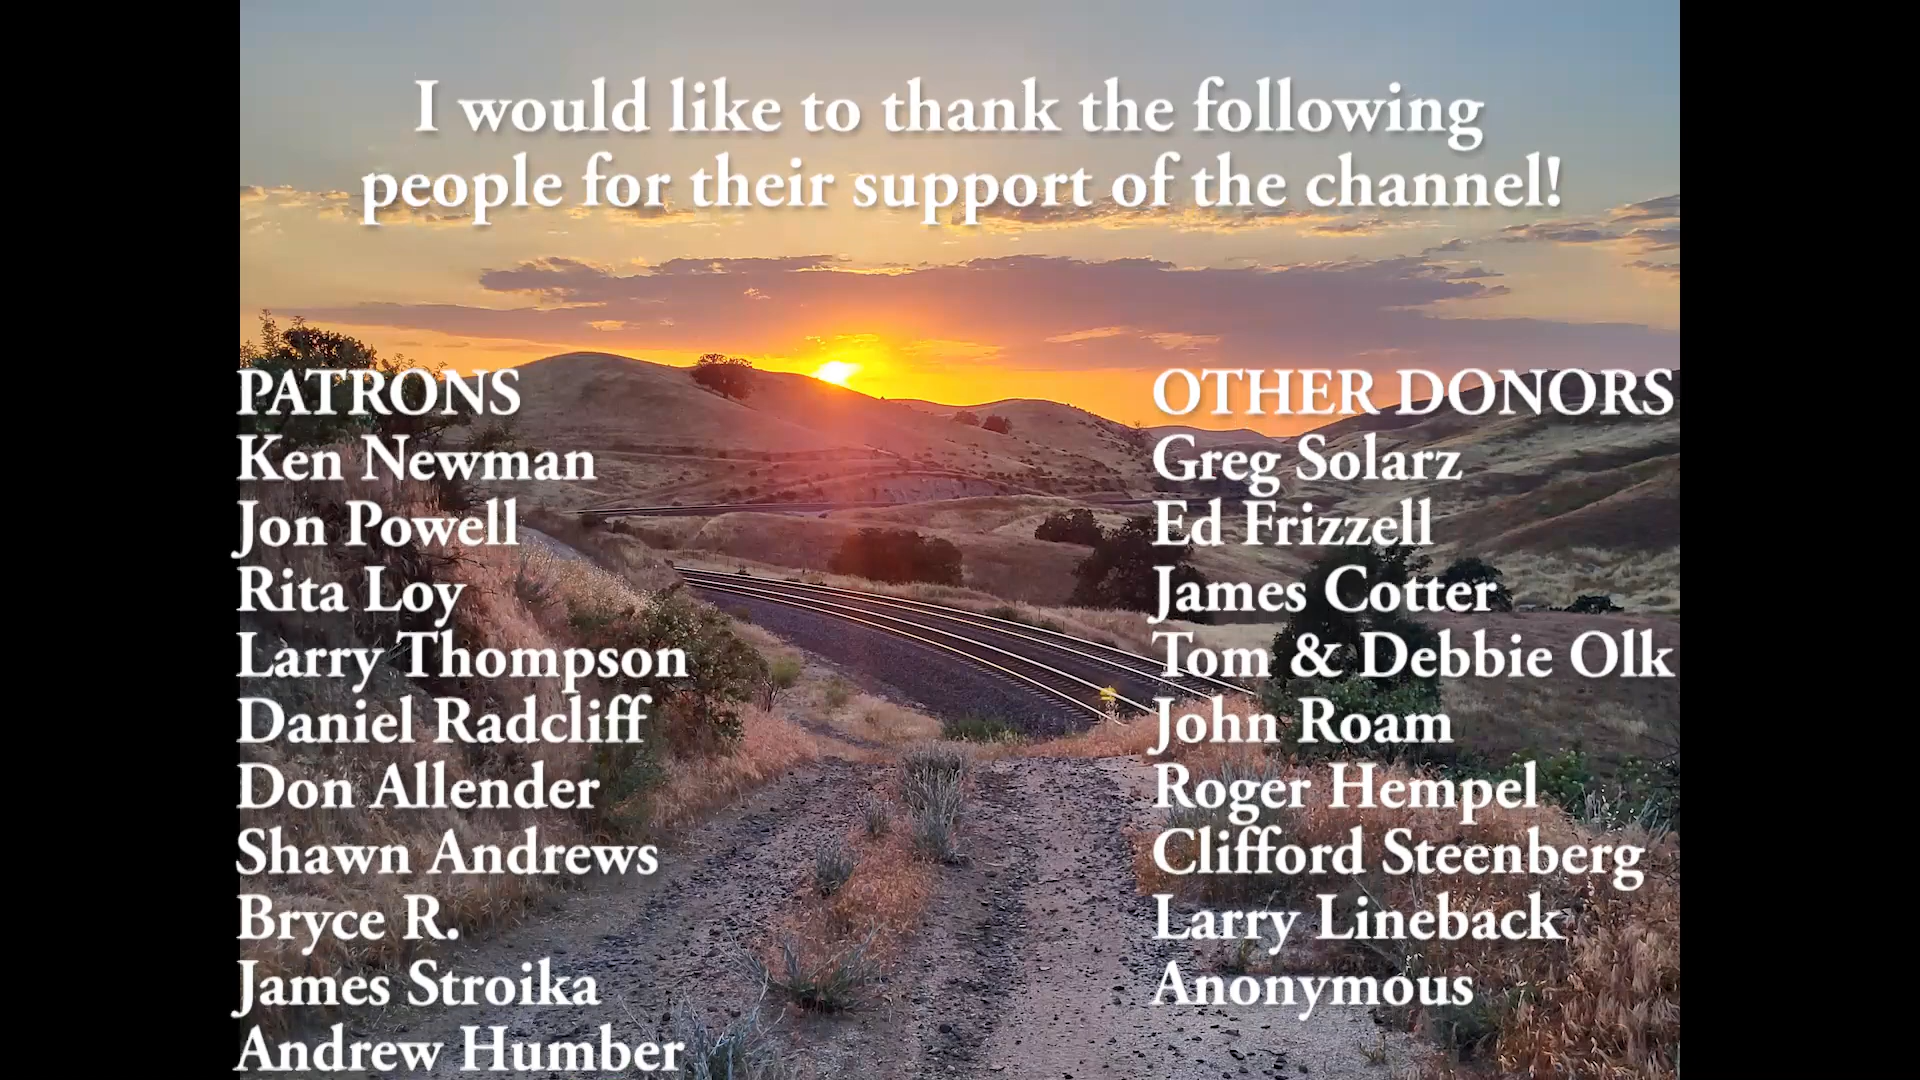 I would like to thank the following
people for their support of the channel!
PATRONS
Ken Newman
Jon Powell
Rita Loy
Larry Thompson
Daniel Radcliff
Don Allender
Shawn Andrews
Bryce R.
James Stroika
Andrew Humber
OTHER DONORS
Greg Solarz
Ed Frizzell
James Cotter
Tom & Debbie Olk
John Roam
Roger Hempel
Clifford Steenberg
Larry Lineback
Anonymous